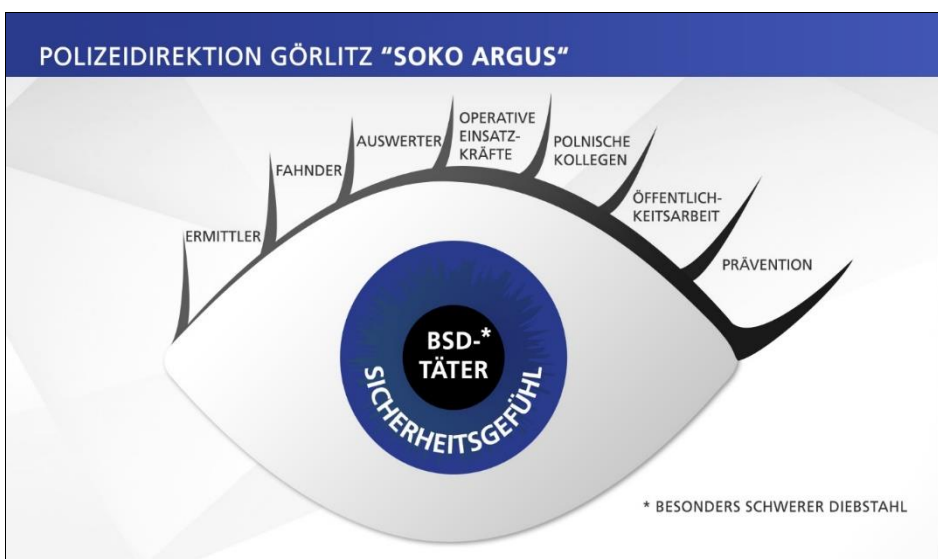 POLIZEIDIREKTION GÖRLITZ "SOKO ARGUS“
ERMITTLER
FAHNDER
AUSWERTER
OPERATIVE
EINSATZ-
KRÄFTE
POLNISCHE
KOLLEGEN
ÖFFENTLICH-
KEITSARBEIT
PRÄVENTION
BSD-*
TÄTER
SICHERHEITSGEFÜHL
* BESONDERS SCHWERER DIEBSTAHL